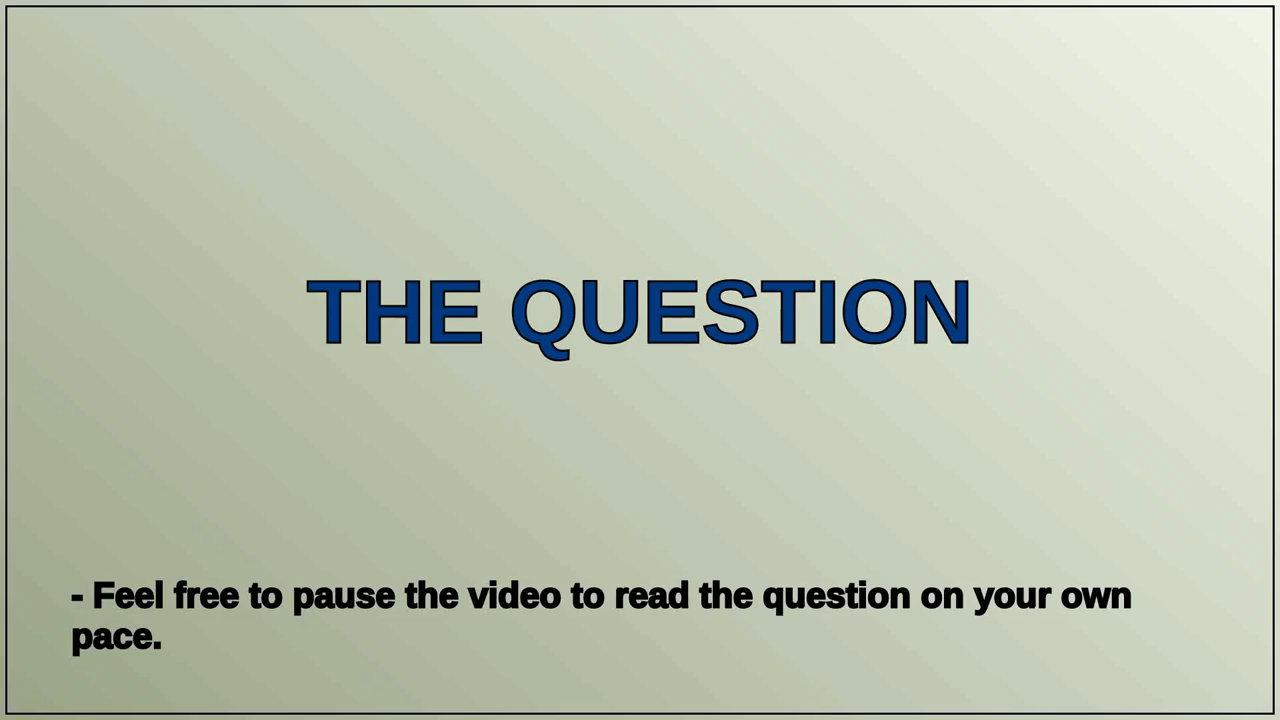 THE QUESTION
- Feel free to pause the video to read the question on your own
pace.